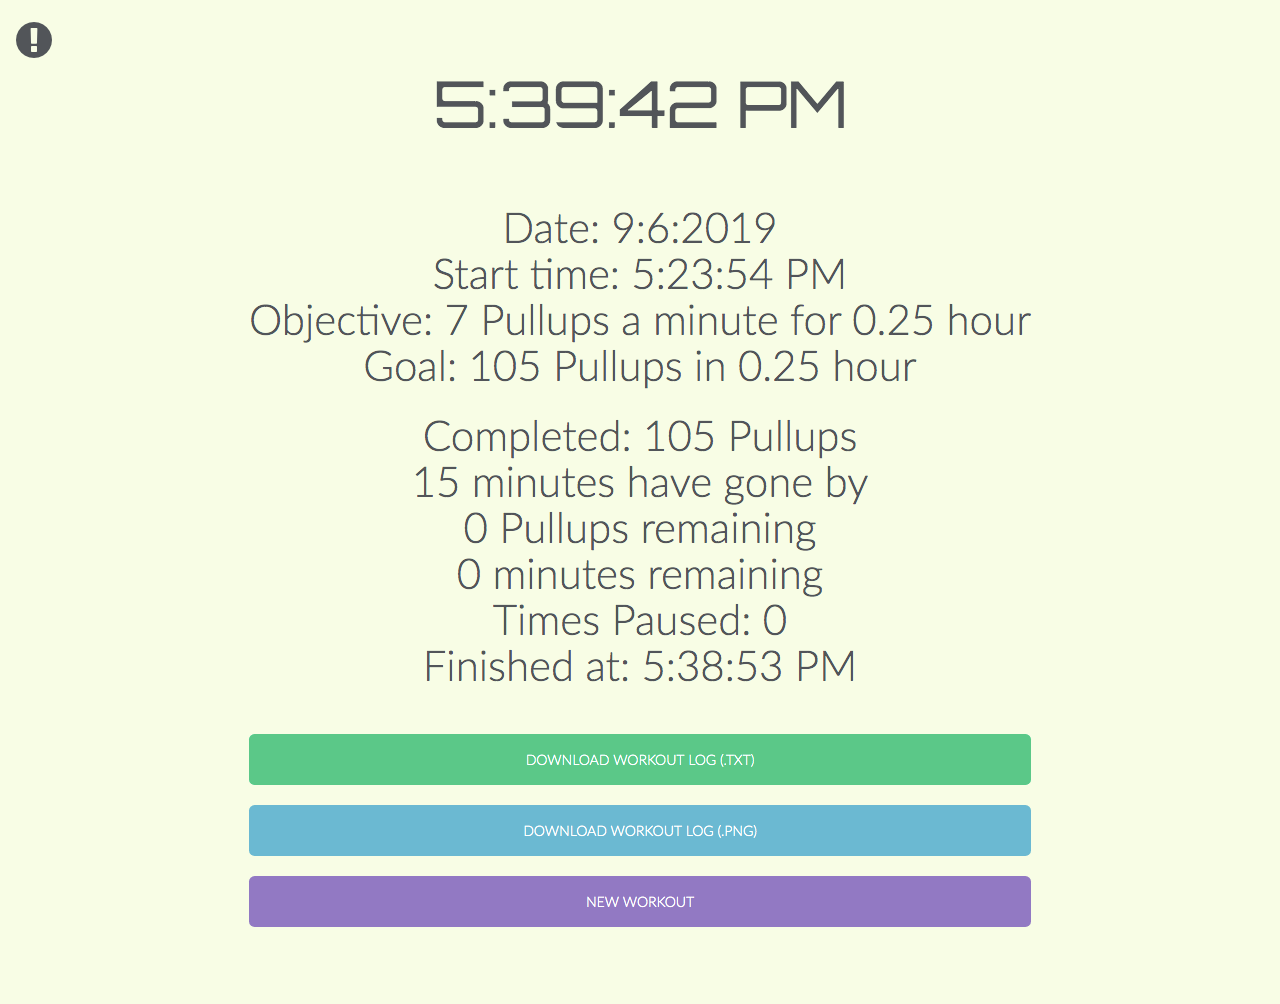 5:39:42 PM
Date: 9:6:2019
Start time: 5:23:54 PM
Objective: 7 Pullups a minute for 0.25 hour
Goal: 105 Pullups in 0.25 hour
Completed: 105 Pullups
15 minutes have gone by
0 Pullups remaining
0 minutes remaining
Times Paused: 0
Finished at: 5:38:53 PM
DOWNLOAD WORKOUT LOG (.TXT)
DOWNLOAD WORKOUT LOG (.PNG)
NEW WORKOUT